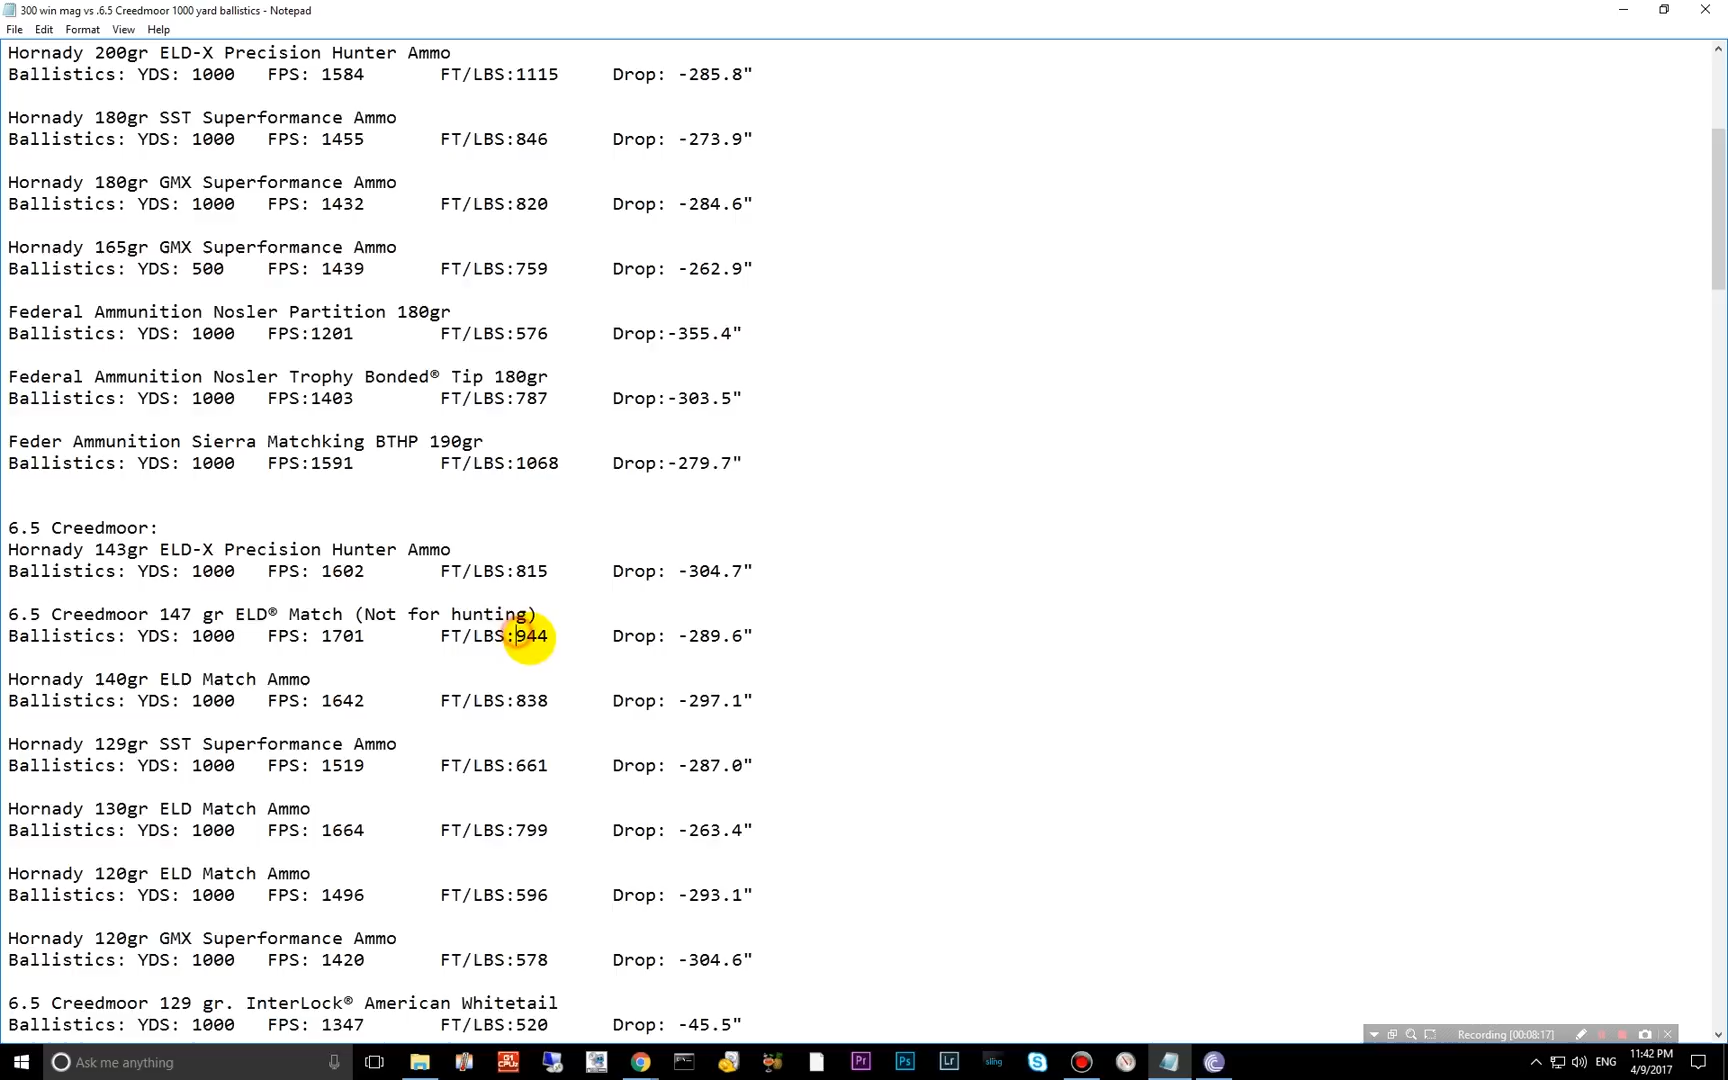 300 win mag vs .6.5 Creedmoor 1000 yard ballistics - Notepad
File Edit Format View Help
Hornady 200gr ELD-X Precision Hunter Ammo
Ballistics: YDS: 1000 FPS: 1584 FT/LBS:1115 Drop: -285.8"
Hornady 180gr SST Superformance Ammo
Ballistics: YDS: 1000 FPS: 1455 FT/LBS:846 Drop: -273.9"
Hornady 180gr GMX Superformance Ammo
Ballistics: YDS: 1000 FPS: 1432 FT/LBS:820 Drop: -284.6"
Hornady 165gr GMX Superformance Ammo
Ballistics: YDS: 500 FPS: 1439 FT/LBS:759 Drop: -262.9"
Federal Ammunition Nosler Partition 180gr
Ballistics: YDS: 1000 FPS:1201 FT/LBS:576 Drop:-355.4"
Federal Ammunition Nosler Trophy Bonded® Tip 180gr
Ballistics: YDS: 1000 FPS:1403 FT/LBS:787 Drop:-303.5"
Feder Ammunition Sierra Matchking BTHP 190gr
Ballistics: YDS: 1000 FPS:1591 FT/LBS:1068 Drop:-279.7"
6.5 Creedmoor:
Hornady 143gr ELD-X Precision Hunter Ammo
Ballistics: YDS: 1000 FPS: 1602 FT/LBS:815 Drop: -304.7"
6.5 Creedmoor 147 gr ELD® Match (Not for hunting)
Ballistics: YDS: 1000 FPS: 1701 FT/LBS:944 Drop: -289.6"
Hornady 140gr ELD Match Ammo
Ballistics: YDS: 1000 FPS: 1642 FT/LBS:838 Drop: -297.1"
Hornady 129gr SST Superformance Ammo
Ballistics: YDS: 1000 FPS: 1519 FT/LBS:661 Drop: -287.0"
Hornady 130gr ELD Match Ammo
Ballistics: YDS: 1000 FPS: 1664 FT/LBS:799 Drop: -263.4"
Hornady 120gr ELD Match Ammo
Ballistics: YDS: 1000 FPS: 1496 FT/LBS:596 Drop: -293.1"
Hornady 120gr GMX Superformance Ammo
Ballistics: YDS: 1000 FPS: 1420 FT/LBS:578 Drop: -304.6"
6.5 Creedmoor 129 gr. InterLock® American Whitetail
Ballistics: YDS: 1000 FPS: 1347 FT/LBS:520 Drop: -45.5"
Recording [00:08:17]
Ask me anything
Pr Ps Lr sling
ENG
11:42 PM
4/9/2017